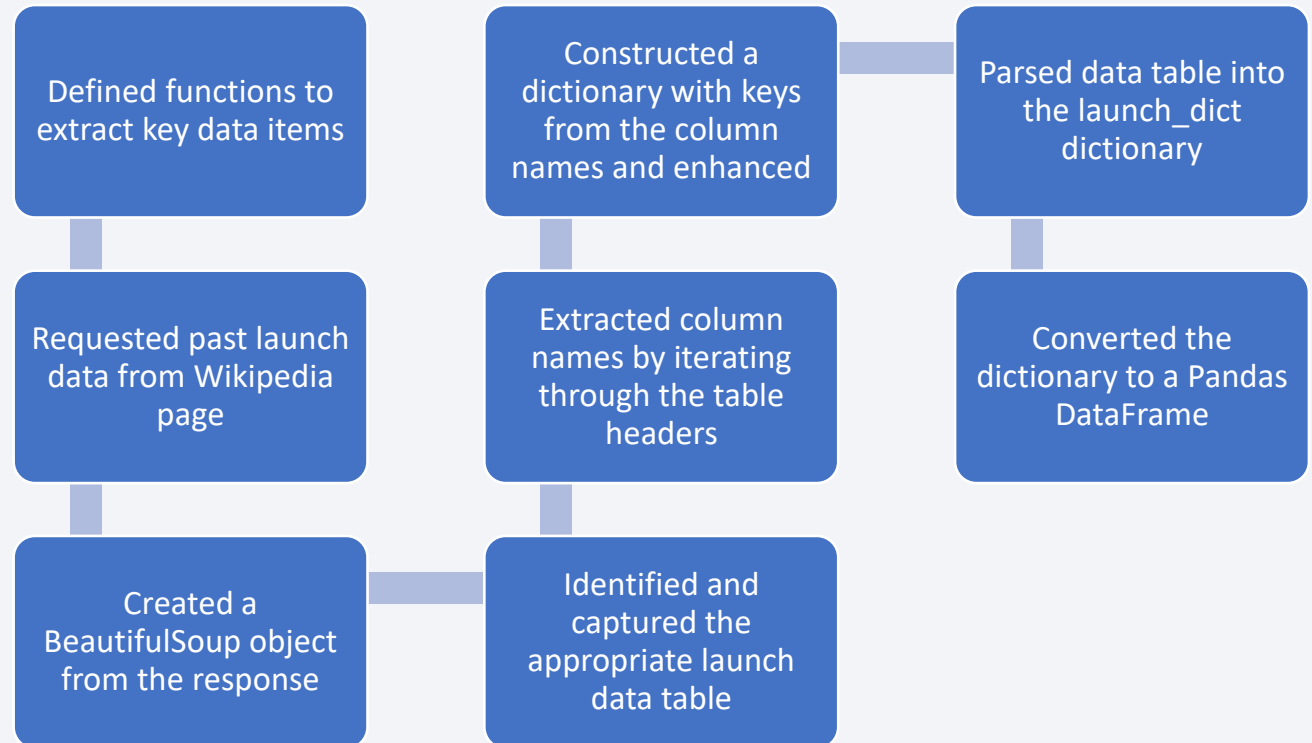 Defined functions to
extract key data items
Requested past launch
data from Wikipedia
page
Created a
BeautifulSoup object
from the response
Identified and
captured the
appropriate launch
data table
Extracted column
names by iterating
through the table
headers
Constructed a
dictionary with keys
from the column
names and enhanced
Parsed data table into
the launch_dict
dictionary
Converted the
dictionary to a Pandas
DataFrame